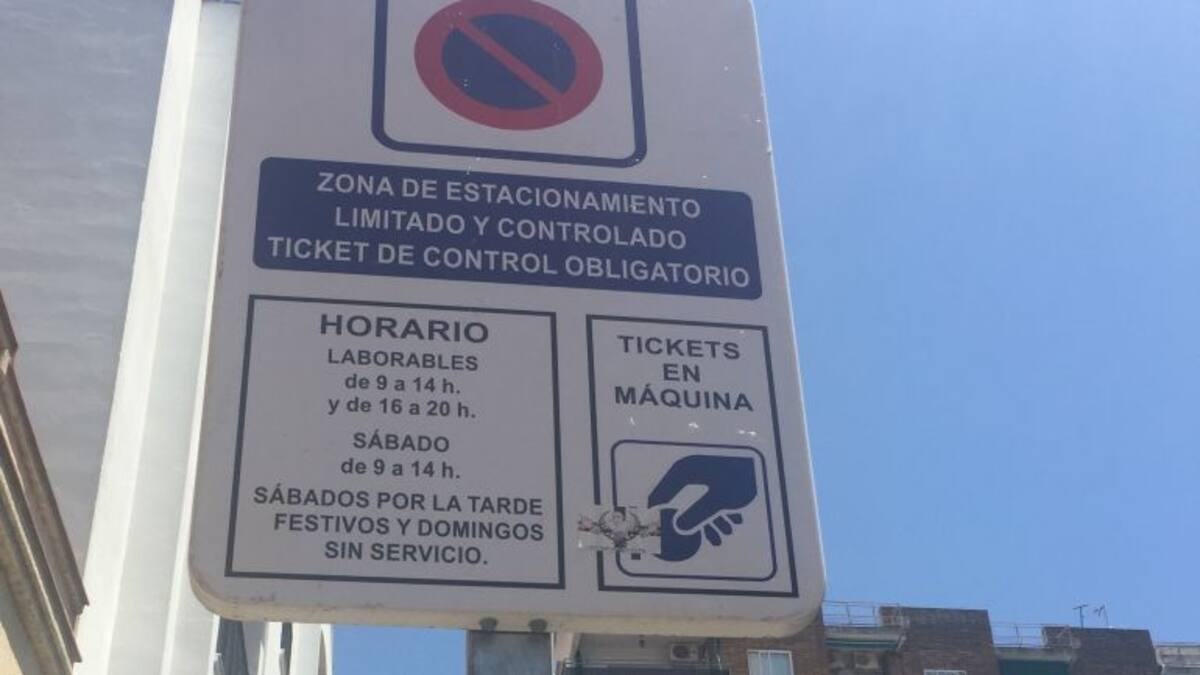 ZONA DE ESTACIONAMIENTO
LIMITADO Y CONTROLADO
TICKET DE CONTROL OBLIGATORIO
HORARIO
LABORABLES
de 9 a 14 h.
y de 16 a 20 h.
SÁBADO
de 9 a 14 h.
SÁBADOS POR LA TARDE
FESTIVOS Y DOMINGOS
SIN SERVICIO.
TICKETS
EN
MÁQUINA